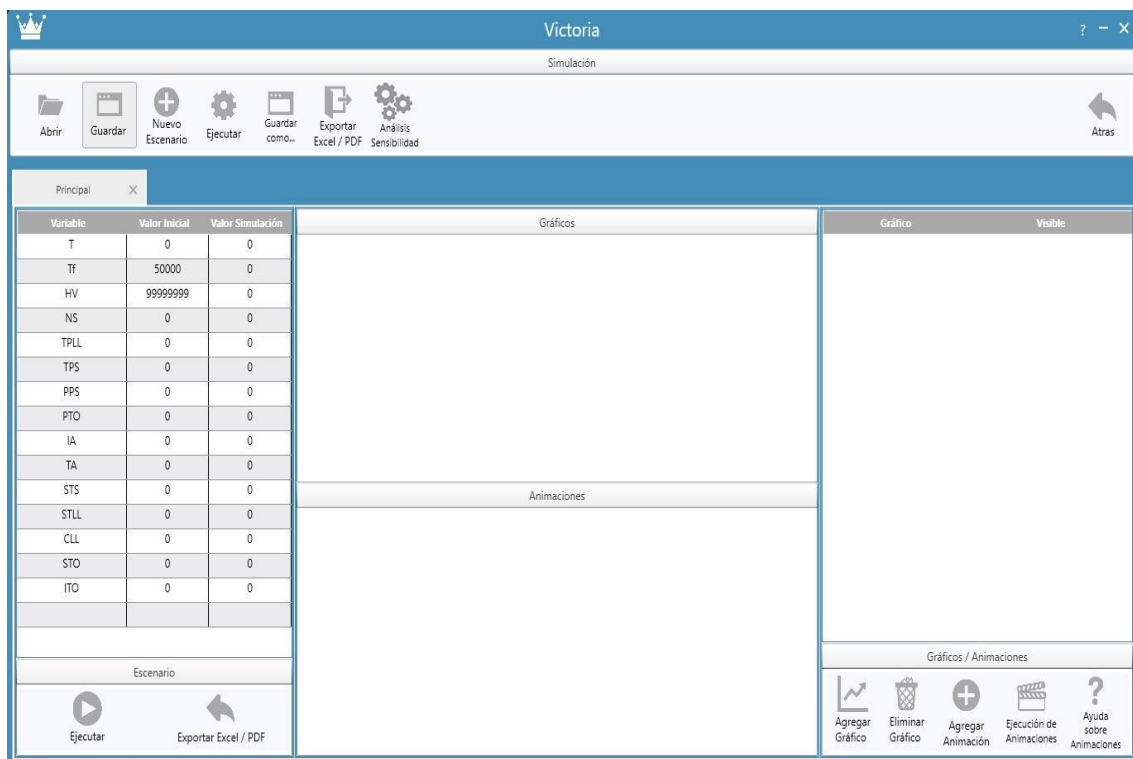 Victoria
? − ×
Simulación
Abrir
Guardar
Nuevo
Escenario
Ejecutar
Guardar
como...
Exportar
Excel / PDF
Análisis
Sensibilidad
Atras
Principal ×
Variable Valor Inicial Valor Simulación
T 0 0
Tf 50000 0
HV 99999999 0
NS 0 0
TPLL 0 0
TPS 0 0
PPS 0 0
PTO 0 0
IA 0 0
TA 0 0
STS 0 0
STLL 0 0
CLL 0 0
STO 0 0
ITO 0 0
Escenario
Ejecutar
Exportar Excel / PDF
Gráficos
Animaciones
Gráfico Visible
Gráficos / Animaciones
Agregar
Gráfico
Eliminar
Gráfico
Agregar
Animación
Ejecución de
Animaciones
?
Ayuda
sobre
Animaciones